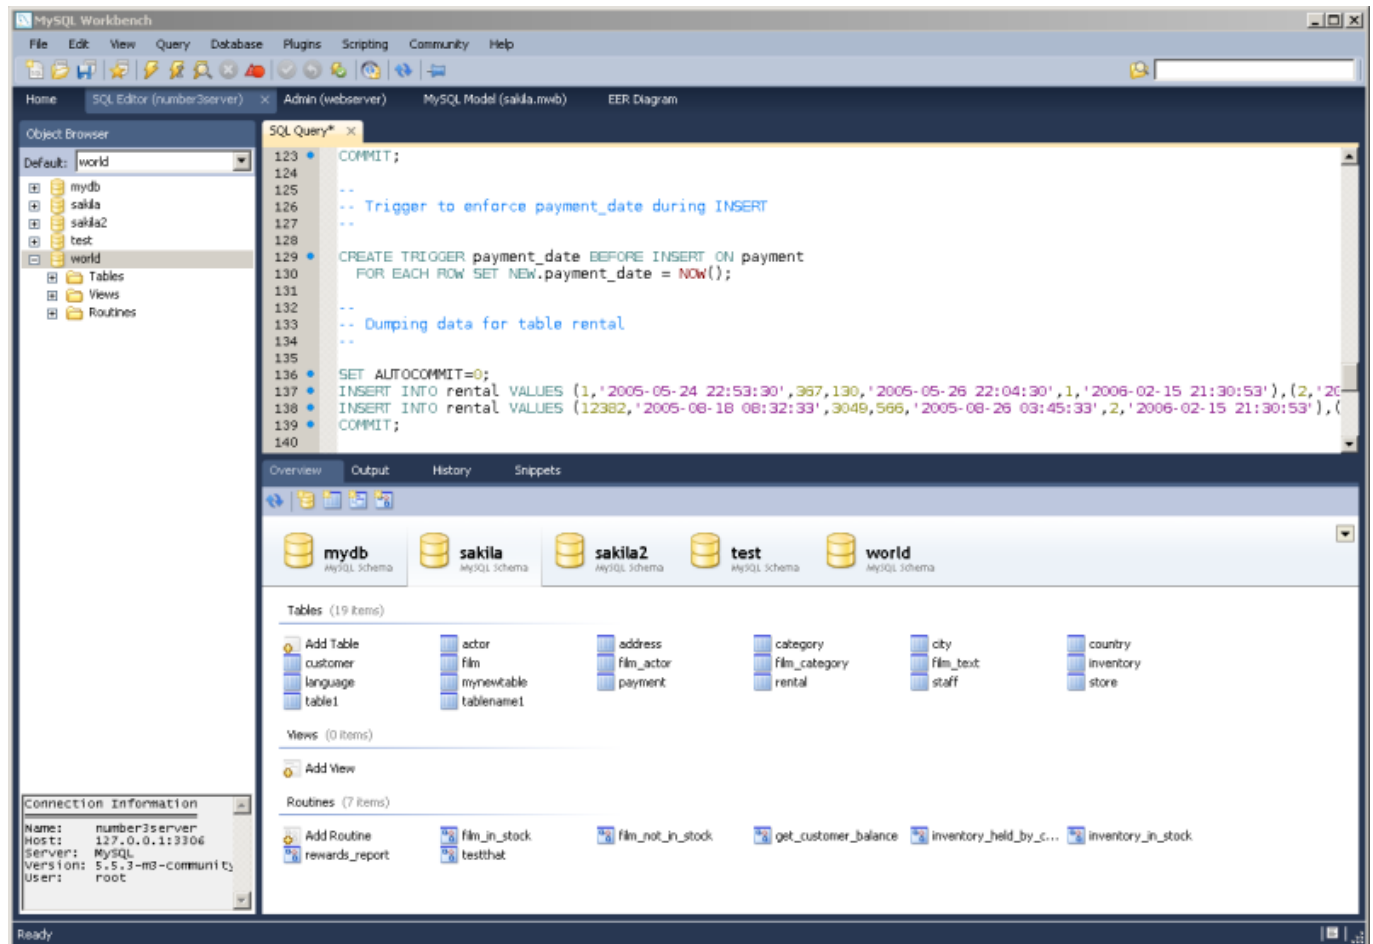 MySQL Workbench
File Edit View Query Database Plugins Scripting Community Help
Home SQL Editor (number3server) × Admin (webserver) MySQL Model (sakila.mwb) EER Diagram
Object Browser
Default: world
mydb
sakila
sakila2
test
world
Tables
Views
Routines
SQL Query* ×
123 COMMIT;
124
125 --
126 -- Trigger to enforce payment_date during INSERT
127 --
128
129 CREATE TRIGGER payment_date BEFORE INSERT ON payment
130 FOR EACH ROW SET NEW.payment_date = NOW();
131
132 --
133 -- Dumping data for table rental
134 --
135
136 SET AUTOCOMMIT=0;
137 INSERT INTO rental VALUES (1,'2005-05-24 22:53:30',367,130,'2005-05-26 22:04:30',1,'2006-02-15 21:30:53'),(2,'20
138 INSERT INTO rental VALUES (12382,'2005-08-18 08:32:33',3049,566,'2005-08-26 03:45:33',2,'2006-02-15 21:30:53'),(
139 COMMIT;
140
Overview Output History Snippets
mydb sakila sakila2 test world
MySQL Schema MySQL Schema MySQL Schema MySQL Schema MySQL Schema
Tables (19 items)
Add Table actor address category city country
customer film film_actor film_category film_text inventory
language mynewtable payment rental staff store
table1 tablename1
Views (0 items)
Add View
Routines (7 items)
Add Routine film_in_stock film_not_in_stock get_customer_balance inventory_held_by_c... inventory_in_stock
rewards_report testthat
Connection Information
Name: number3server
Host: 127.0.0.1:3306
Server: MySQL
Version: 5.5.3-m3-community
User: root
Ready